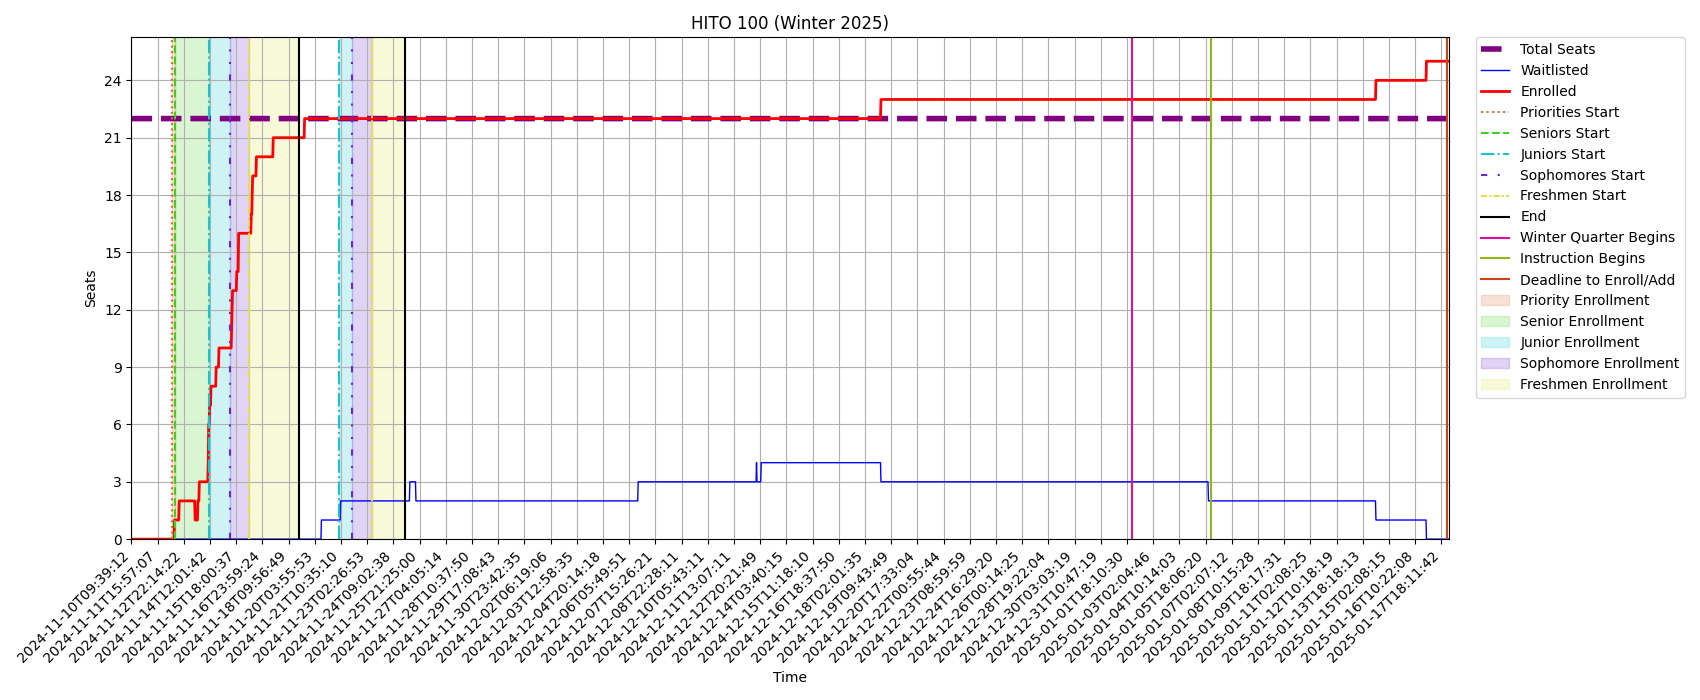 HITO 100 (Winter 2025)
Seats
24
21
18
15
12
9
6
3
0
2024-11-10T09:39:12
2024-11-11T15:57:07
2024-11-12T22:14:22
2024-11-14T12:01:42
2024-11-15T18:00:37
2024-11-16T23:59:24
2024-11-18T09:56:49
2024-11-20T03:55:53
2024-11-21T10:35:10
2024-11-23T02:26:53
2024-11-24T09:02:38
2024-11-25T21:25:00
2024-11-27T04:05:14
2024-11-28T10:37:50
2024-11-29T17:08:43
2024-11-30T23:42:35
2024-12-02T06:19:06
2024-12-03T12:58:35
2024-12-04T20:14:18
2024-12-06T05:49:51
2024-12-07T15:26:21
2024-12-08T22:28:11
2024-12-10T05:43:11
2024-12-11T13:07:11
2024-12-12T20:21:49
2024-12-14T03:40:15
2024-12-15T11:18:10
2024-12-16T18:37:50
2024-12-18T02:01:35
2024-12-19T09:43:49
2024-12-20T17:33:04
2024-12-22T00:55:44
2024-12-23T08:59:59
2024-12-24T16:29:20
2024-12-26T00:14:25
2024-12-28T19:22:04
2024-12-30T03:03:19
2024-12-31T10:47:19
2025-01-01T18:10:30
2025-01-03T02:04:46
2025-01-04T10:14:03
2025-01-05T18:06:20
2025-01-07T02:07:12
2025-01-08T10:15:28
2025-01-09T18:17:31
2025-01-11T02:08:25
2025-01-12T10:18:19
2025-01-13T18:18:13
2025-01-15T02:08:15
2025-01-16T10:22:08
2025-01-17T18:11:42
Time
Total Seats
Waitlisted
Enrolled
Priorities Start
Seniors Start
Juniors Start
Sophomores Start
Freshmen Start
End
Winter Quarter Begins
Instruction Begins
Deadline to Enroll/Add
Priority Enrollment
Senior Enrollment
Junior Enrollment
Sophomore Enrollment
Freshmen Enrollment